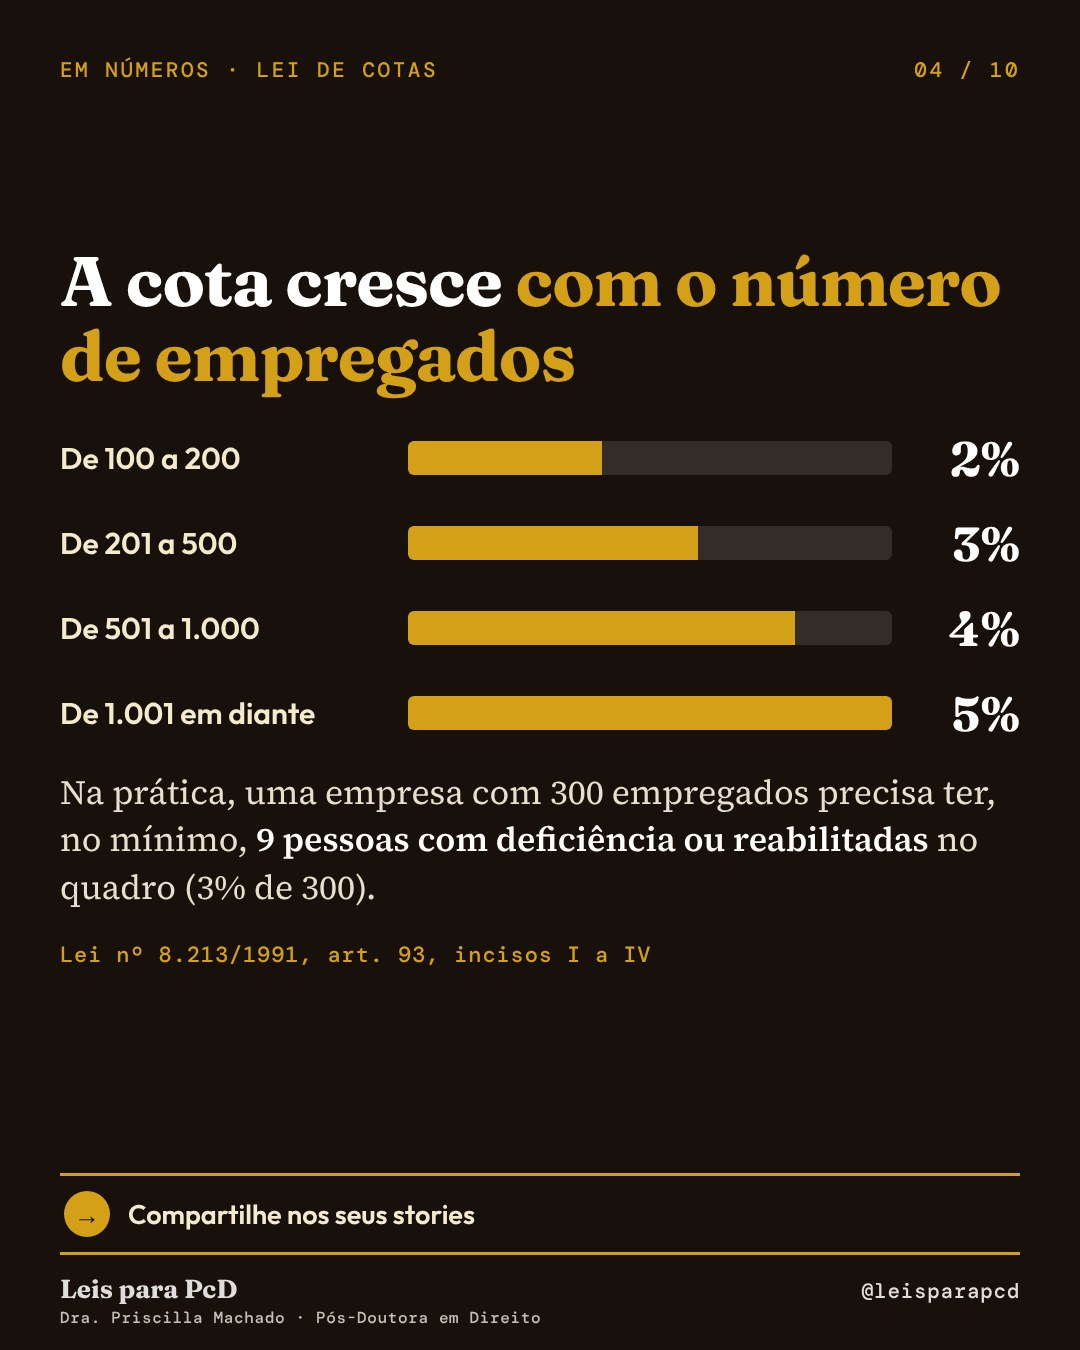 EM NÚMEROS · LEI DE COTAS
04 / 10
A cota cresce com o número
de empregados
De 100 a 200
2%
De 201 a 500
3%
De 501 a 1.000
4%
De 1.001 em diante
5%
Na prática, uma empresa com 300 empregados precisa ter,
no mínimo, 9 pessoas com deficiência ou reabilitadas no
quadro (3% de 300).
Lei nº 8.213/1991, art. 93, incisos I a IV
→ Compartilhe nos seus stories
Leis para PcD
@leisparapcd
Dra. Priscilla Machado · Pós-Doutora em Direito